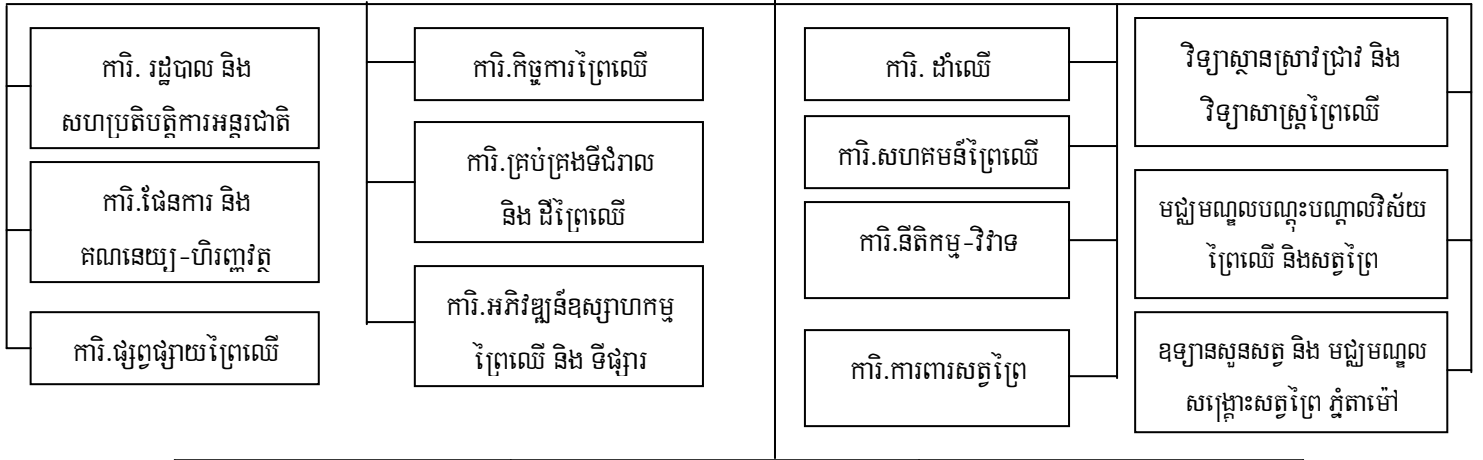 ការិ. រដ្ឋបាល និង
សហប្រតិបត្តិការអន្តរជាតិ
ការិ.ផែនការ និង
គណនេយ្យ-ហិរញ្ញវត្ថុ
ការិ.ផ្សព្វផ្សាយព្រៃឈើ
ការិ.កិច្ចការព្រៃឈើ
ការិ.គ្រប់គ្រងទីជំរាល
និង ដីព្រៃឈើ
ការិ.អភិវឌ្ឍន៍ឧស្សាហកម្ម
ព្រៃឈើ និង ទីផ្សារ
ការិ. ដាំឈើ
ការិ.សហគមន៍ព្រៃឈើ
ការិ.នីតិកម្ម-វិវាទ
ការិ.ការពារសត្វព្រៃ
វិទ្យាស្ថានស្រាវជ្រាវ និង
វិទ្យាសាស្ត្រព្រៃឈើ
មជ្ឈមណ្ឌលបណ្តុះបណ្តាលវិស័យ
ព្រៃឈើ និងសត្វព្រៃ
ឧទ្យានសួនសត្វ និង មជ្ឈមណ្ឌល
សង្គ្រោះសត្វព្រៃ ភ្នំតាម៉ៅ